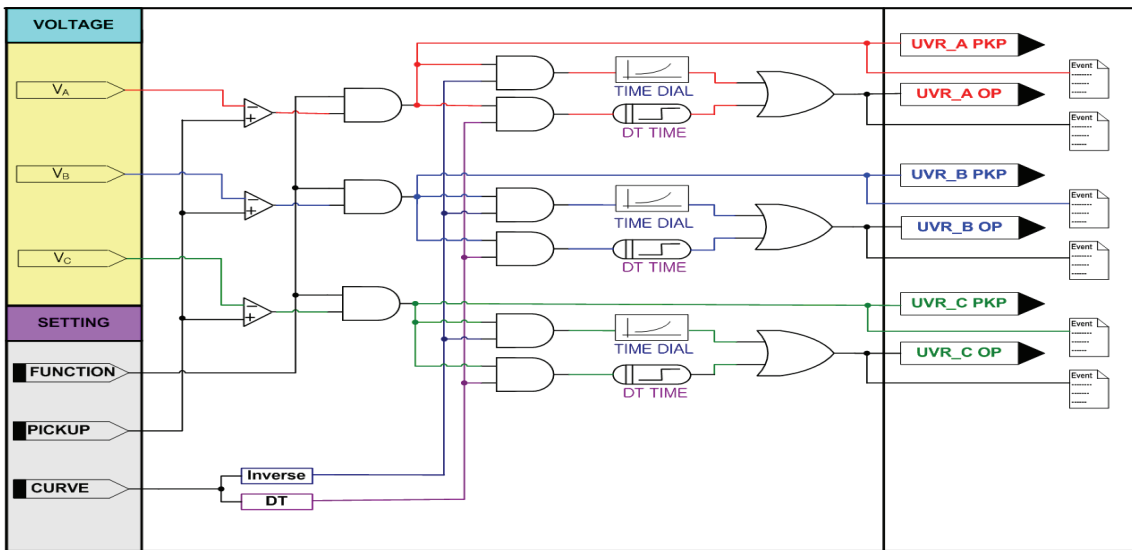 VOLTAGE
VA
VB
VC
SETTING
FUNCTION
PICKUP
CURVE
Inverse
DT
TIME DIAL
DT TIME
TIME DIAL
DT TIME
TIME DIAL
DT TIME
UVR_A PKP
Event
UVR_A OP
Event
UVR_B PKP
Event
UVR_B OP
Event
UVR_C PKP
Event
UVR_C OP
Event